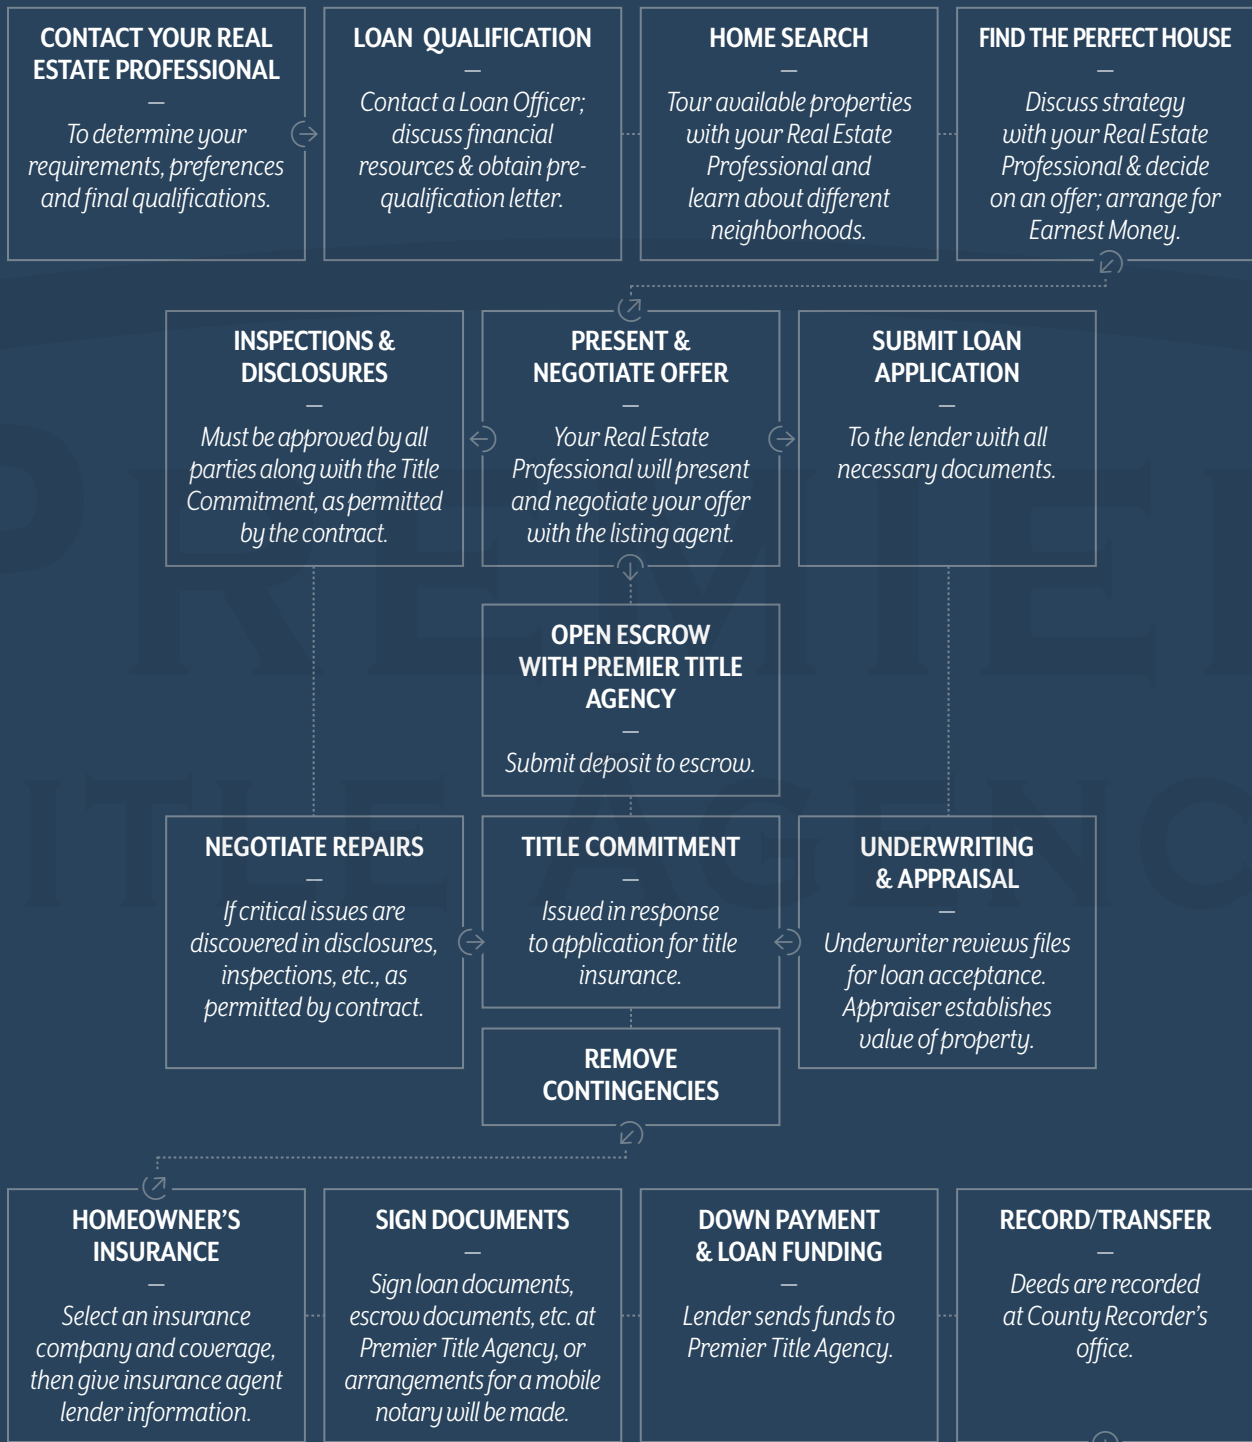 CONTACT YOUR REAL
ESTATE PROFESSIONAL
—
To determine your
requirements, preferences
and final qualifications.
LOAN QUALIFICATION
—
Contact a Loan Officer;
discuss financial
resources & obtain pre-
qualification letter.
HOME SEARCH
—
Tour available properties
with your Real Estate
Professional and
learn about different
neighborhoods.
FIND THE PERFECT HOUSE
—
Discuss strategy
with your Real Estate
Professional & decide
on an offer; arrange for
Earnest Money.
INSPECTIONS &
DISCLOSURES
—
Must be approved by all
parties along with the Title
Commitment, as permitted
by the contract.
PRESENT &
NEGOTIATE OFFER
—
Your Real Estate
Professional will present
and negotiate your offer
with the listing agent.
SUBMIT LOAN
APPLICATION
—
To the lender with all
necessary documents.
OPEN ESCROW
WITH PREMIER TITLE
AGENCY
—
Submit deposit to escrow.
NEGOTIATE REPAIRS
—
If critical issues are
discovered in disclosures,
inspections, etc., as
permitted by contract.
TITLE COMMITMENT
—
Issued in response
to application for title
insurance.
UNDERWRITING
& APPRAISAL
—
Underwriter reviews files
for loan acceptance.
Appraiser establishes
value of property.
REMOVE
CONTINGENCIES
HOMEOWNER'S
INSURANCE
—
Select an insurance
company and coverage,
then give insurance agent
lender information.
SIGN DOCUMENTS
—
Sign loan documents,
escrow documents, etc. at
Premier Title Agency, or
arrangements for a mobile
notary will be made.
DOWN PAYMENT
& LOAN FUNDING
—
Lender sends funds to
Premier Title Agency.
RECORD/TRANSFER
—
Deeds are recorded
at County Recorder's
office.
PREMIE
ITLE AGENC